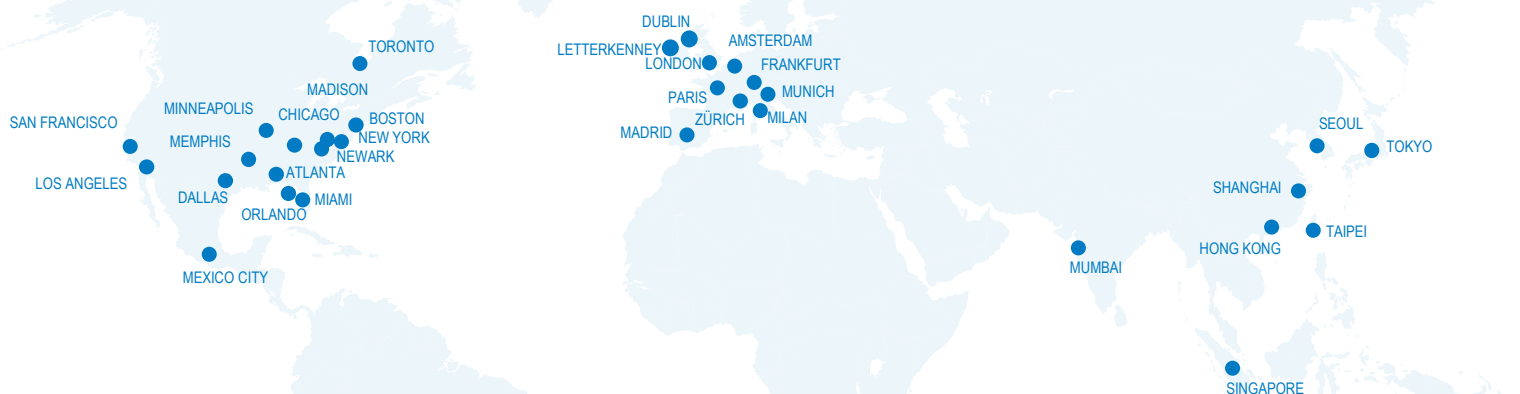 DUBLIN
TORONTO
LETTERKENNEY
AMSTERDAM
LONDON
FRANKFURT
MADISON
PARIS
MUNICH
MINNEAPOLIS
CHICAGO
BOSTON
ZÜRICH
MILAN
SAN FRANCISCO
SEOUL
MADRID
NEW YORK
MEMPHIS
TOKYO
NEWARK
ATLANTA
LOS ANGELES
SHANGHAI
DALLAS
MIAMI
ORLANDO
TAIPEI
HONG KONG
MUMBAI
MEXICO CITY
SINGAPORE